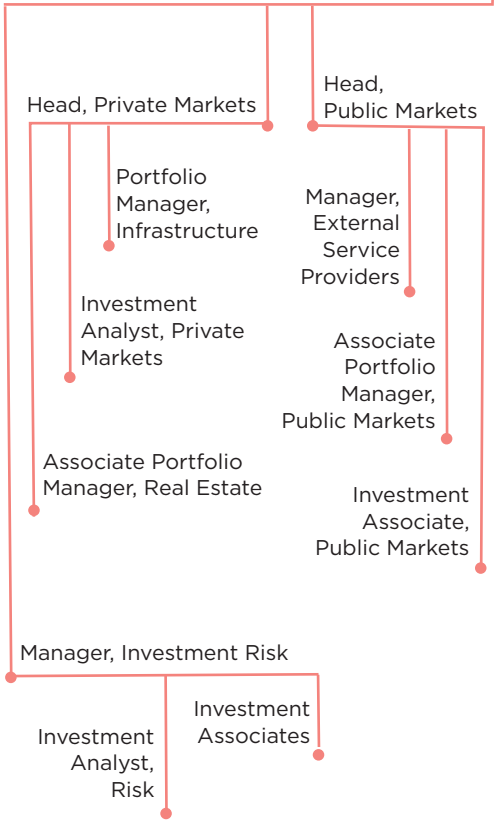 Head, Private Markets
Portfolio
Manager,
Infrastructure
Investment
Analyst, Private
Markets
Associate Portfolio
Manager, Real Estate
Head,
Public Markets
Manager,
External
Service
Providers
Associate
Portfolio
Manager,
Public Markets
Investment
Associate,
Public Markets
Manager, Investment Risk
Investment
Analyst,
Risk
Investment
Associates